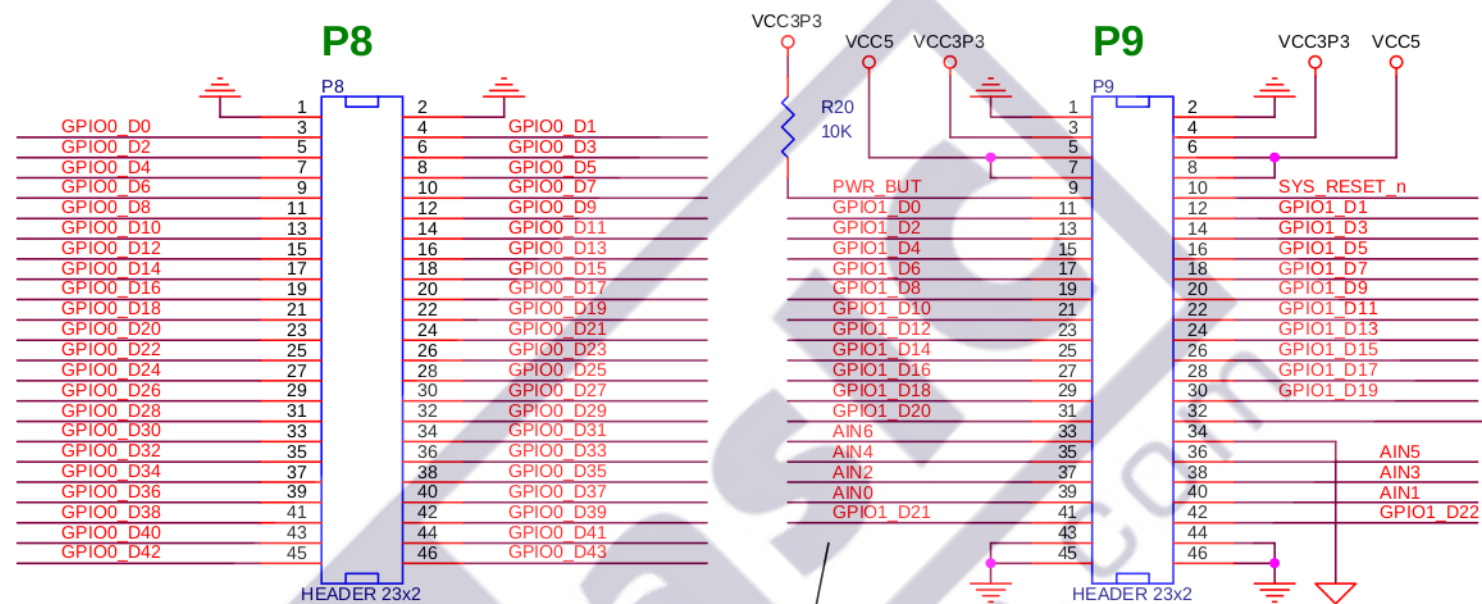 P8 VCC3P3 P9
VCC5 VCC3P3 VCC3P3 VCC5
P8 R20 10K P9
1 2 1 2
GPIO0_D0 3 4 GPIO0_D1 3 4
GPIO0_D2 5 6 GPIO0_D3 5 6
GPIO0_D4 7 8 GPIO0_D5 7 8
GPIO0_D6 9 10 GPIO0_D7 PWR_BUT 9 10 SYS_RESET_n
GPIO0_D8 11 12 GPIO0_D9 GPIO1_D0 11 12 GPIO1_D1
GPIO0_D10 13 14 GPIO0_D11 GPIO1_D2 13 14 GPIO1_D3
GPIO0_D12 15 16 GPIO0_D13 GPIO1_D4 15 16 GPIO1_D5
GPIO0_D14 17 18 GPIO0_D15 GPIO1_D6 17 18 GPIO1_D7
GPIO0_D16 19 20 GPIO0_D17 GPIO1_D8 19 20 GPIO1_D9
GPIO0_D18 21 22 GPIO0_D19 GPIO1_D10 21 22 GPIO1_D11
GPIO0_D20 23 24 GPIO0_D21 GPIO1_D12 23 24 GPIO1_D13
GPIO0_D22 25 26 GPIO0_D23 GPIO1_D14 25 26 GPIO1_D15
GPIO0_D24 27 28 GPIO0_D25 GPIO1_D16 27 28 GPIO1_D17
GPIO0_D26 29 30 GPIO0_D27 GPIO1_D18 29 30 GPIO1_D19
GPIO0_D28 31 32 GPIO0_D29 GPIO1_D20 31 32
GPIO0_D30 33 34 GPIO0_D31 AIN6 33 34
GPIO0_D32 35 36 GPIO0_D33 AIN4 35 36 AIN5
GPIO0_D34 37 38 GPIO0_D35 AIN2 37 38 AIN3
GPIO0_D36 39 40 GPIO0_D37 AIN0 39 40 AIN1
GPIO0_D38 41 42 GPIO0_D39 GPIO1_D21 41 42 GPIO1_D22
GPIO0_D40 43 44 GPIO0_D41 43 44
GPIO0_D42 45 46 GPIO0_D43 45 46
HEADER 23x2 HEADER 23x2
asic
com